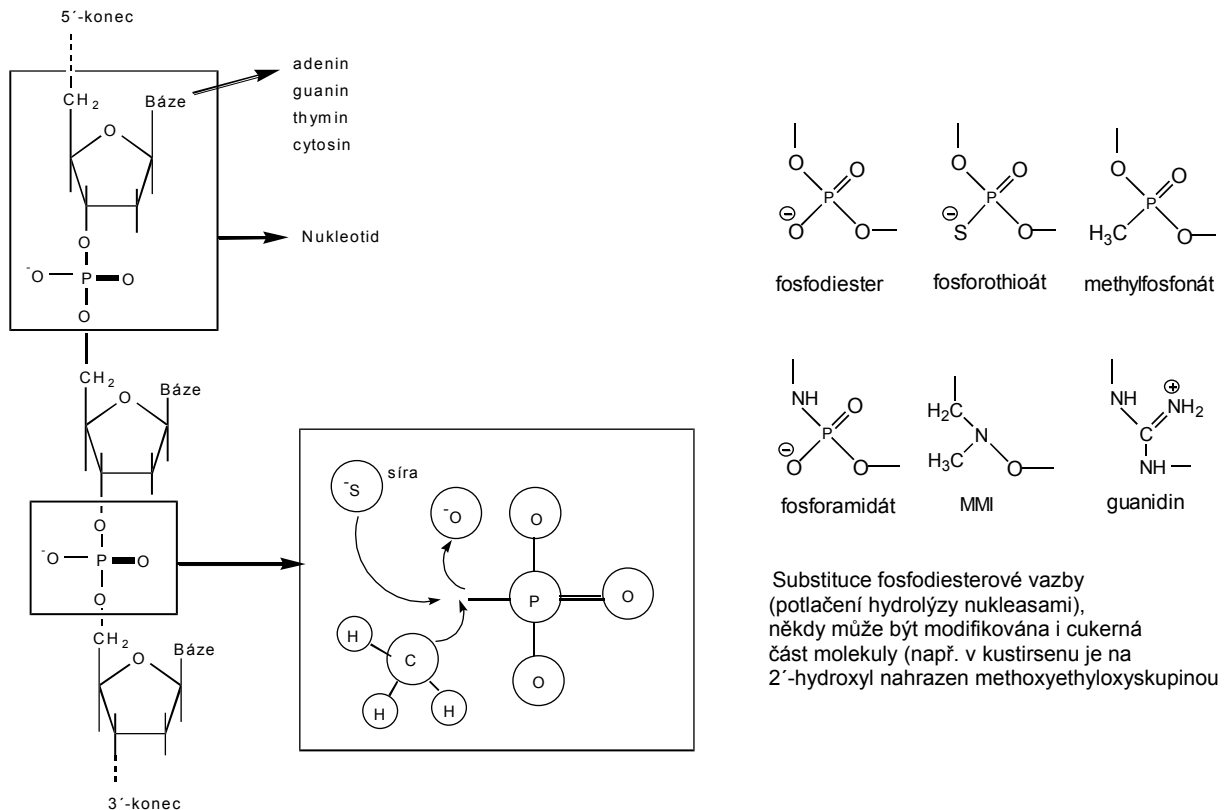 5´-konec
CH2
Báze
adenin
guanin
thymin
cytosin
O
Nukleotid
O
-O
P
O
O
CH2
Báze
O
O
-O
P
O
O
CH2
Báze
O
3´-konec
-S
síra
-O
O
P
O
H
C
O
H
H
O
O
P
⊖
O
O
fosfodiester
O
O
P
⊖
S
O
fosforothioát
O
O
P
H3C
O
methylfosfonát
NH
O
P
⊖
O
O
fosforamidát
H2C
N
H3C
O
MMI
⊕
NH
NH2
C
NH
guanidin
Substituce fosfodiesterové vazby
(potlačení hydrolýzy nukleasami),
někdy může být modifikována i cukerná
část molekuly (např. v kustirsenu je na
2´-hydroxyl nahrazen methoxyethyloxyskupinou